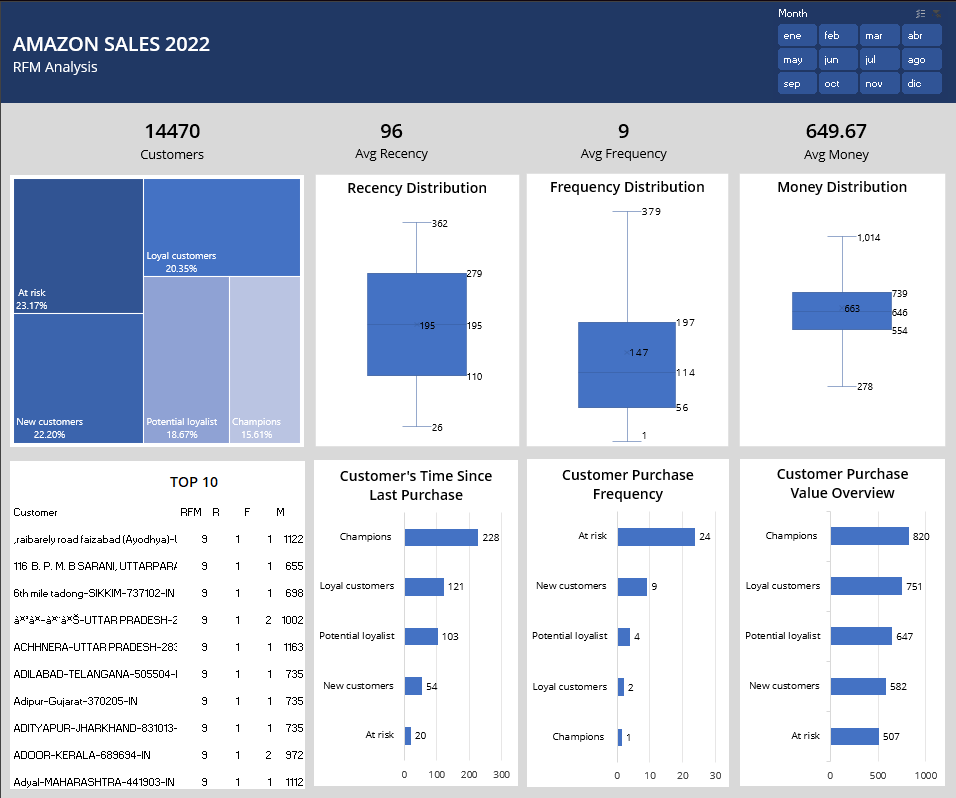 Month
AMAZON SALES 2022
RFM Analysis
ene feb mar abr
may jun jul ago
sep oct nov dic
14470
Customers
96
Avg Recency
9
Avg Frequency
649.67
Avg Money
At risk
23.17%
New customers
22.20%
Loyal customers
20.35%
Potential loyalist
18.67%
Champions
15.61%
Recency Distribution
362
279
195
195
110
26
Frequency Distribution
379
197
147
114
56
1
Money Distribution
1,014
739
663
646
554
278
TOP 10
Customer RFM R F M
,raibarely road faizabad (Ayodhya)-U 9 1 1 1122
116 B. P. M. B SARANI, UTTARPARA 9 1 1 655
6th mile tadong-SIKKIM-737102-IN 9 1 1 698
-UTTAR PRADESH-2 9 1 2 1002
ACHHNERA-UTTAR PRADESH-283 9 1 1 1163
ADILABAD-TELANGANA-505504-I 9 1 1 735
Adipur-Gujarat-370205-IN 9 1 1 735
ADITYAPUR-JHARKHAND-831013- 9 1 1 735
ADOOR-KERALA-689694-IN 9 1 2 972
Adyal-MAHARASHTRA-441903-IN 9 1 1 1112
Customer's Time Since
Last Purchase
Champions 228
Loyal customers 121
Potential loyalist 103
New customers 54
At risk 20
0 100 200 300
Customer Purchase
Frequency
At risk 24
New customers 9
Potential loyalist 4
Loyal customers 2
Champions 1
0 10 20 30
Customer Purchase
Value Overview
Champions 820
Loyal customers 751
Potential loyalist 647
New customers 582
At risk 507
0 500 1000